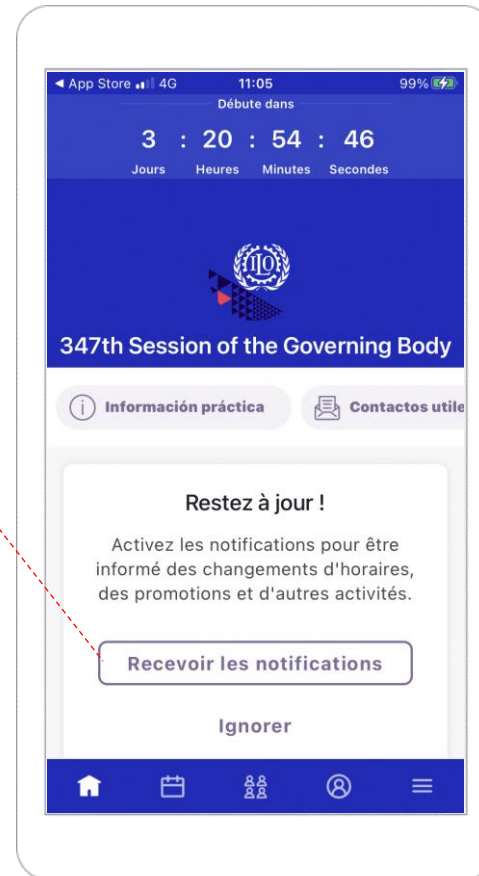 ◄ App Store 4G 11:05 99%
Débute dans
3 : 20 : 54 : 46
Jours Heures Minutes Secondes
ILO
347th Session of the Governing Body
i Información práctica Contactos utile
Restez à jour !
Activez les notifications pour être
informé des changements d'horaires,
des promotions et d'autres activités.
Recevoir les notifications
Ignorer